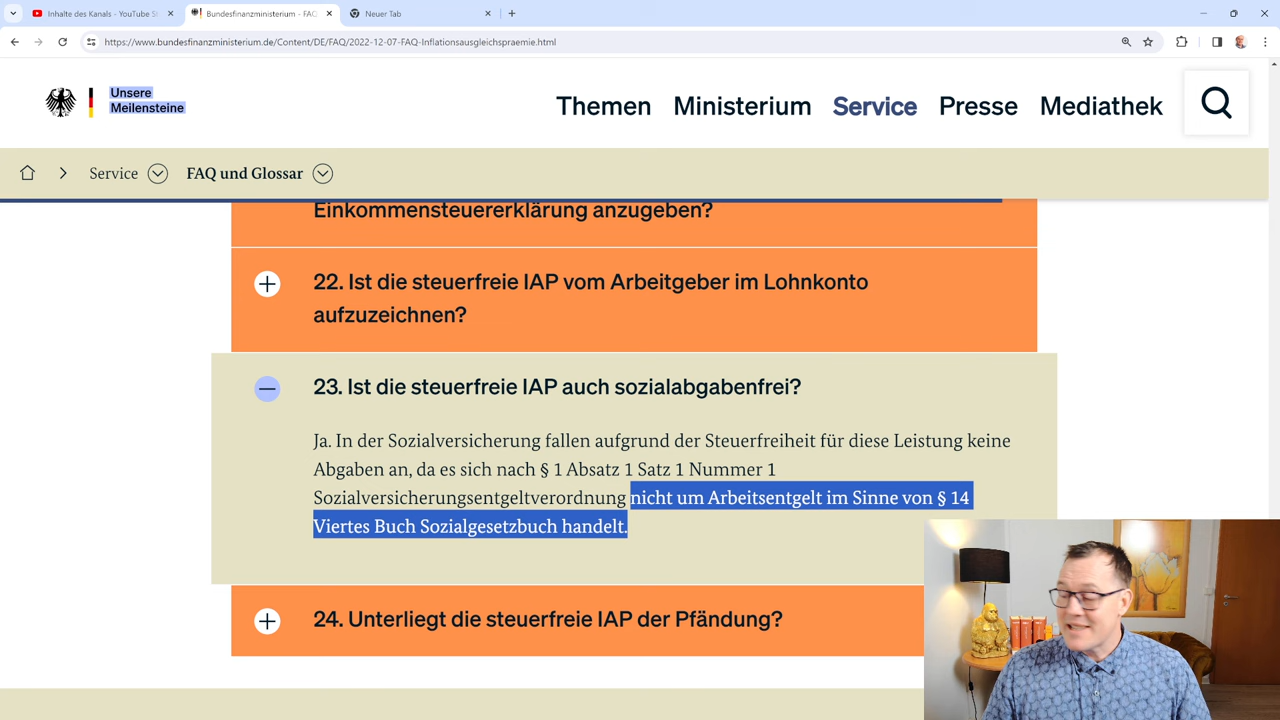 Inhalte des Kanals - YouTube St
Bundesfinanzministerium - FAQ
Neuer Tab
https://www.bundesfinanzministerium.de/Content/DE/FAQ/2022-12-07-FAQ-Inflationsausgleichspraemie.html
Unsere
Meilensteine
Themen Ministerium Service Presse Mediathek
Service FAQ und Glossar
Einkommensteuererklärung anzugeben?
22. Ist die steuerfreie IAP vom Arbeitgeber im Lohnkonto
aufzuzeichnen?
23. Ist die steuerfreie IAP auch sozialabgabenfrei?
Ja. In der Sozialversicherung fallen aufgrund der Steuerfreiheit für diese Leistung keine
Abgaben an, da es sich nach § 1 Absatz 1 Satz 1 Nummer 1
Sozialversicherungsentgeltverordnung nicht um Arbeitsentgelt im Sinne von § 14
Viertes Buch Sozialgesetzbuch handelt.
24. Unterliegt die steuerfreie IAP der Pfändung?